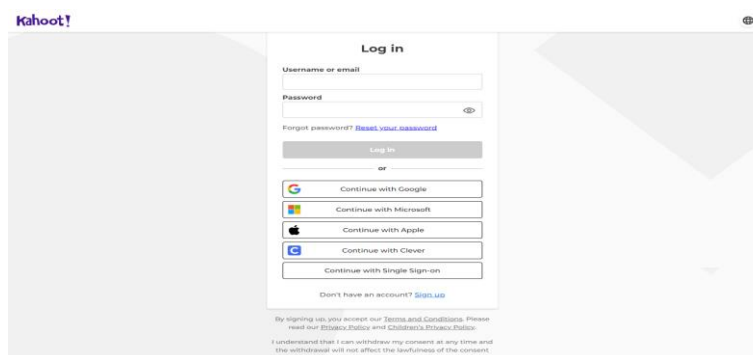 Kahoot!
Log in
Username or email
Password
Forgot password? Reset your password
Log in
or
Continue with Google
Continue with Microsoft
Continue with Apple
Continue with Clever
Continue with Single Sign-on
Don't have an account? Sign up
By signing up, you accept our Terms and Conditions. Please
read our Privacy Policy and Children's Privacy Policy.
I understand that I can withdraw my consent at any time and
the withdrawal will not affect the lawfulness of the consent